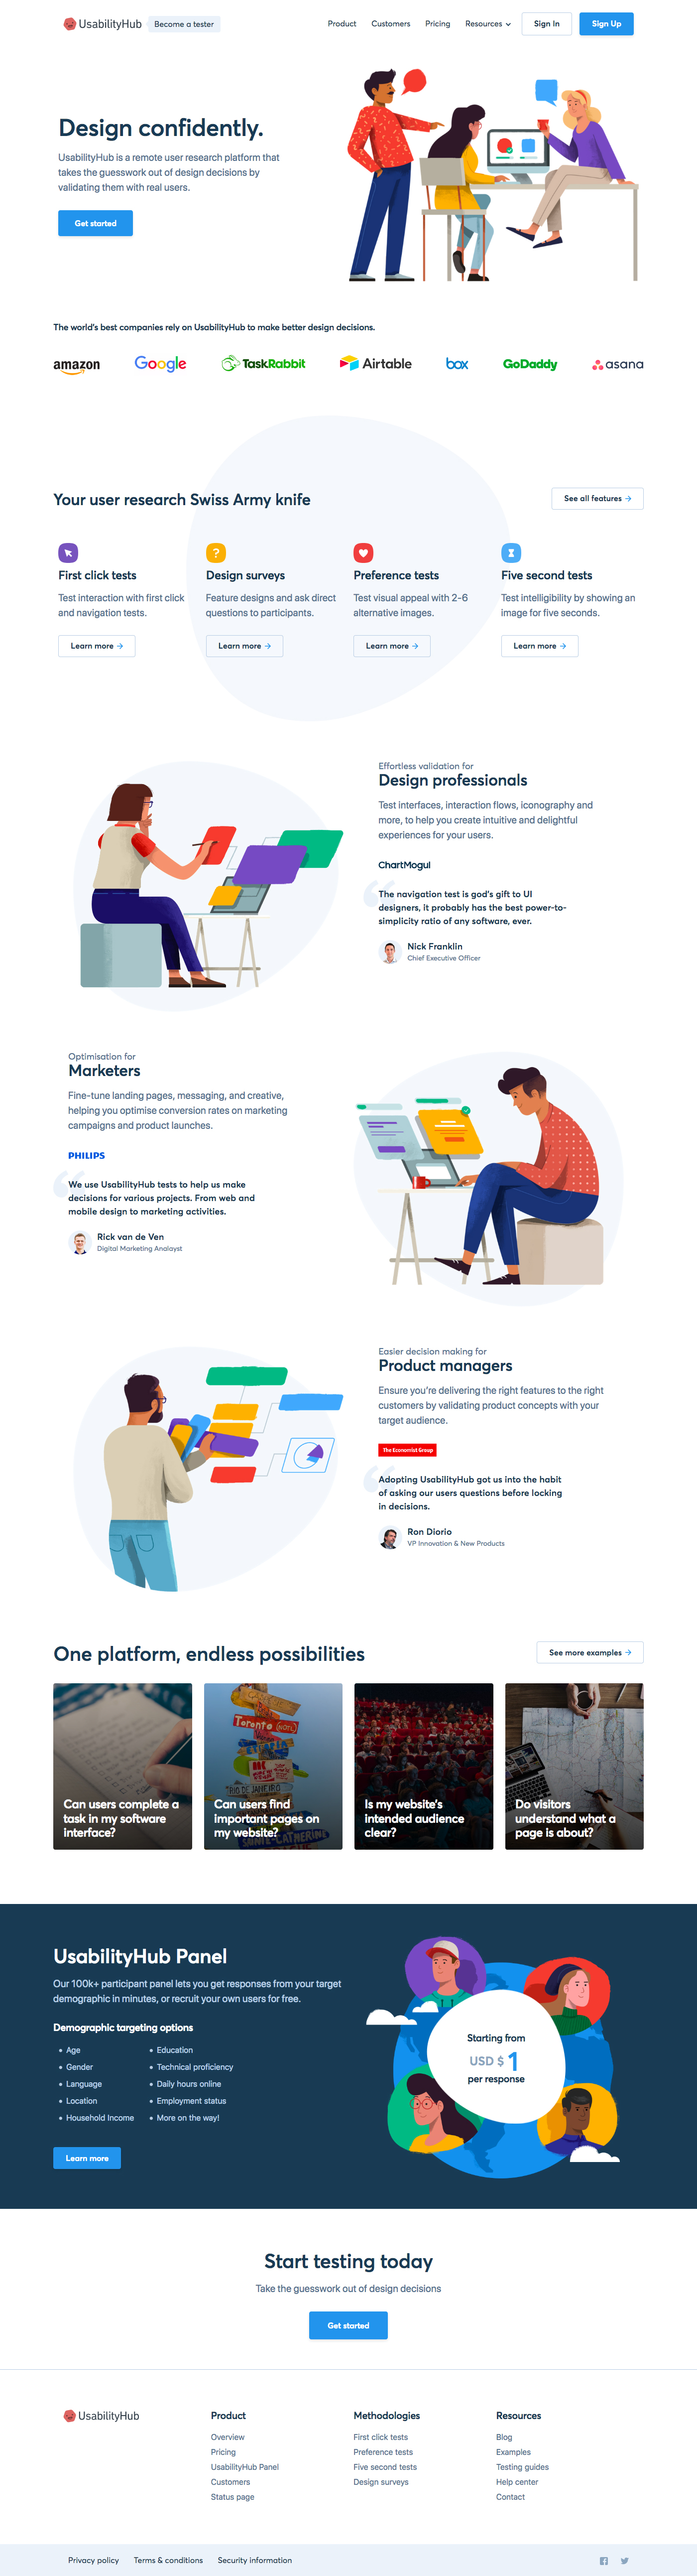 UsabilityHub
Become a tester
Product
Customers
Pricing
Resources
Sign In
Sign Up
Design confidently.
UsabilityHub is a remote user research platform that
takes the guesswork out of design decisions by
validating them with real users.
Get started
The world's best companies rely on UsabilityHub to make better design decisions.
amazon
Google
TaskRabbit
Airtable
box
GoDaddy
asana
Your user research Swiss Army knife
See all features →
First click tests
Test interaction with first click
and navigation tests.
Learn more →
Design surveys
Feature designs and ask direct
questions to participants.
Learn more →
Preference tests
Test visual appeal with 2-6
alternative images.
Learn more →
Five second tests
Test intelligibility by showing an
image for five seconds.
Learn more →
Effortless validation for
Design professionals
Test interfaces, interaction flows, iconography and
more, to help you create intuitive and delightful
experiences for your users.
ChartMogul
The navigation test is god's gift to UI
designers, it probably has the best power-to-
simplicity ratio of any software, ever.
Nick Franklin
Chief Executive Officer
Optimisation for
Marketers
Fine-tune landing pages, messaging, and creative,
helping you optimise conversion rates on marketing
campaigns and product launches.
PHILIPS
We use UsabilityHub tests to help us make
decisions for various projects. From web and
mobile design to marketing activities.
Rick van de Ven
Digital Marketing Analayst
Easier decision making for
Product managers
Ensure you're delivering the right features to the right
customers by validating product concepts with your
target audience.
The Economist Group
Adopting UsabilityHub got us into the habit
of asking our users questions before locking
in decisions.
Ron Diorio
VP Innovation & New Products
One platform, endless possibilities
See more examples →
Can users complete a
task in my software
interface?
Toronto
RIO DE JANEIRO
Can users find
important pages on
my website?
Is my website's
intended audience
clear?
Do visitors
understand what a
page is about?
UsabilityHub Panel
Our 100k+ participant panel lets you get responses from your target
demographic in minutes, or recruit your own users for free.
Demographic targeting options
Age
Gender
Language
Location
Household Income
Education
Technical proficiency
Daily hours online
Employment status
More on the way!
Learn more
Starting from
USD $ 1
per response
Start testing today
Take the guesswork out of design decisions
Get started
UsabilityHub
Product
Overview
Pricing
UsabilityHub Panel
Customers
Status page
Methodologies
First click tests
Preference tests
Five second tests
Design surveys
Resources
Blog
Examples
Testing guides
Help center
Contact
Privacy policy
Terms & conditions
Security information